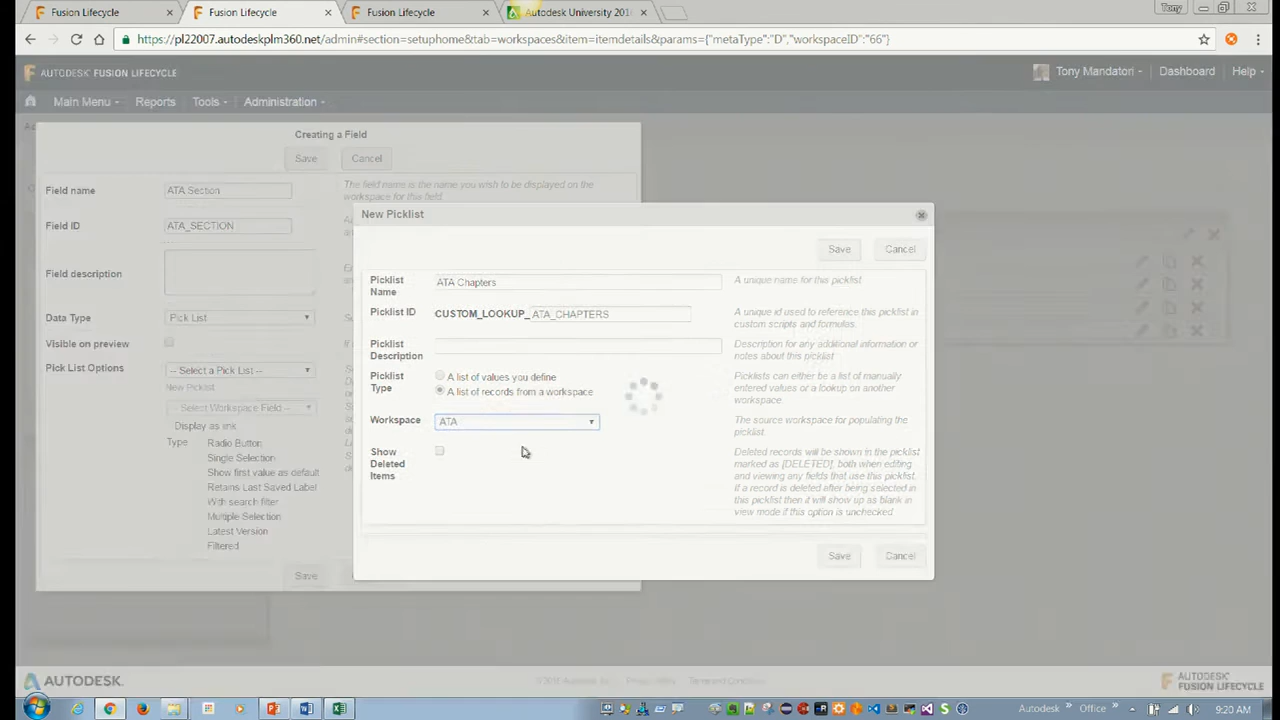 Fusion Lifecycle
Fusion Lifecycle
Fusion Lifecycle
Autodesk University 201
Tony
https://pl22007.autodeskplm360.net/admin#section=setuphome&tab=workspaces&item=itemdetails&params={"metaType":"D","workspaceID":"66"}
AUTODESK® FUSION LIFECYCLE™
Tony Mandatori
Dashboard
Help
Main Menu
Reports
Tools
Administration
Creating a Field
Save
Cancel
Field name
ATA Section
The field name is the name you wish to be displayed on the
workspace for this field.
Field ID
ATA_SECTION
Field description
Data Type
Pick List
Visible on preview
Pick List Options
-- Select a Pick List --
New Picklist
-- Select Workspace Field --
Display as link
Type
Radio Button
Single Selection
Show first value as default
Retains Last Saved Label
With search filter
Multiple Selection
Latest Version
Filtered
Save
New Picklist
Save
Cancel
Picklist
Name
ATA Chapters
A unique name for this picklist
Picklist ID
CUSTOM_LOOKUP_
ATA_CHAPTERS
A unique id used to reference this picklist in
custom scripts and formulas.
Picklist
Description
Description for any additional information or
notes about this picklist
Picklist
Type
A list of values you define
A list of records from a workspace
Picklists can either be a list of manually
entered values or a lookup on another
workspace.
Workspace
ATA
The source workspace for populating the
picklist.
Show
Deleted
Items
Deleted records will be shown in the picklist
marked as [DELETED], both when editing
and viewing any fields that use this picklist.
If a record is deleted after being selected in
this picklist then it will show up as blank in
view mode if this option is unchecked.
Save
Cancel
AUTODESK.
AUTODESK®
FUSION LIFECYCLE™
Autodesk
Office
9:20 AM